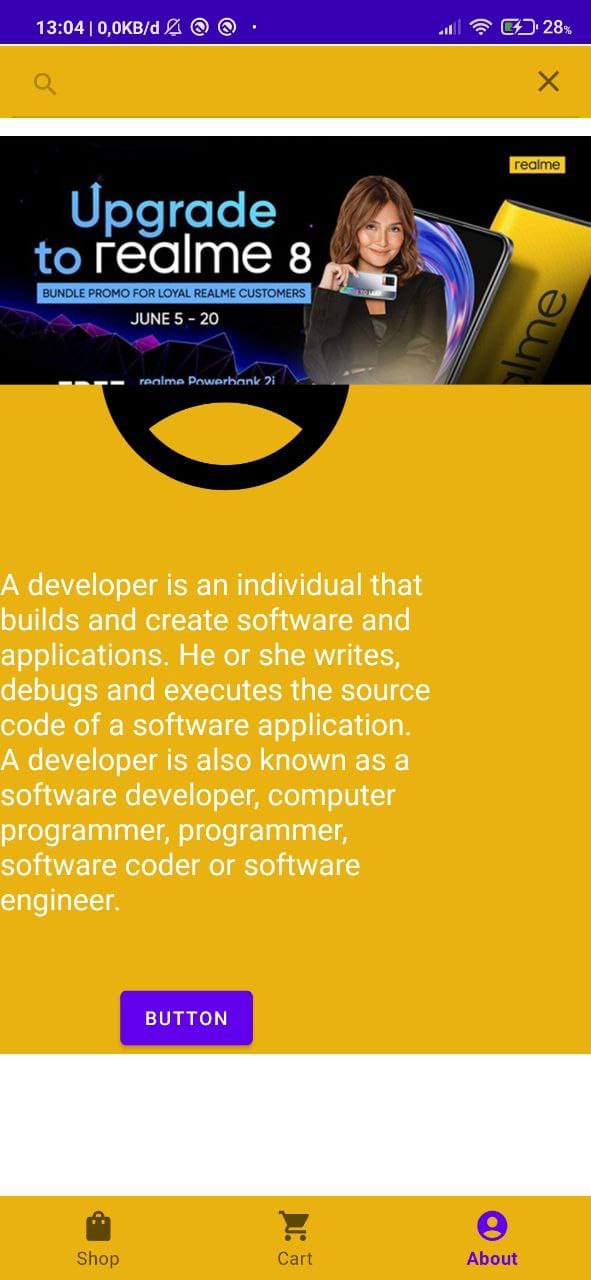 13:04 | 0,0KB/d
28%
realme
Upgrade
to realme 8
BUNDLE PROMO FOR LOYAL REALME CUSTOMERS
JUNE 5 - 20
FREE realme Powerbank 2i
realme
A developer is an individual that
builds and create software and
applications. He or she writes,
debugs and executes the source
code of a software application.
A developer is also known as a
software developer, computer
programmer, programmer,
software coder or software
engineer.
BUTTON
Shop
Cart
About